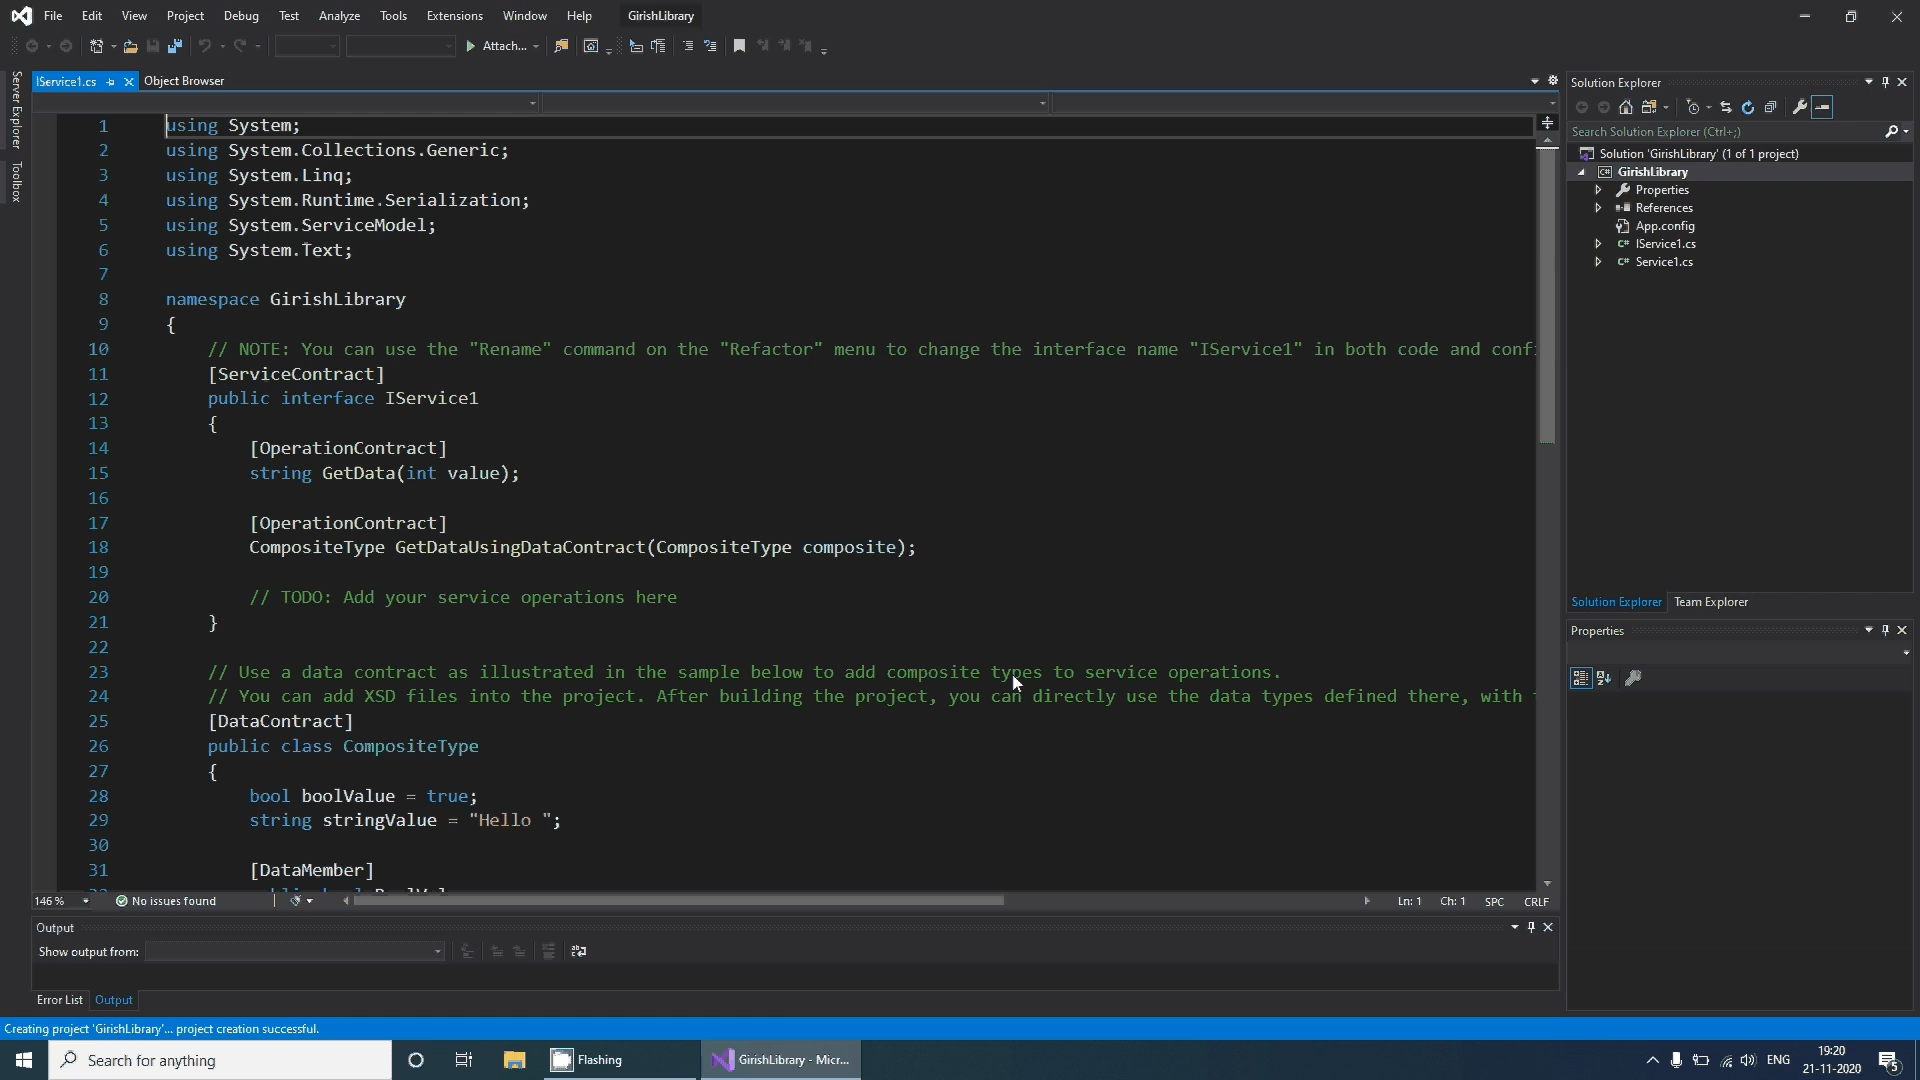 File Edit View Project Debug Test Analyze Tools Extensions Window Help GirishLibrary
Attach...
Server Explorer
Toolbox
IService1.cs Object Browser
1 using System;
2 using System.Collections.Generic;
3 using System.Linq;
4 using System.Runtime.Serialization;
5 using System.ServiceModel;
6 using System.Text;
7
8 namespace GirishLibrary
9 {
10 // NOTE: You can use the "Rename" command on the "Refactor" menu to change the interface name "IService1" in both code and conf
11 [ServiceContract]
12 public interface IService1
13 {
14 [OperationContract]
15 string GetData(int value);
16
17 [OperationContract]
18 CompositeType GetDataUsingDataContract(CompositeType composite);
19
20 // TODO: Add your service operations here
21 }
22
23 // Use a data contract as illustrated in the sample below to add composite types to service operations.
24 // You can add XSD files into the project. After building the project, you can directly use the data types defined there, with
25 [DataContract]
26 public class CompositeType
27 {
28 bool boolValue = true;
29 string stringValue = "Hello ";
30
31 [DataMember]
146 % No issues found Ln: 1 Ch: 1 SPC CRLF
Output
Show output from:
Error List Output
Solution Explorer
Search Solution Explorer (Ctrl+;)
Solution 'GirishLibrary' (1 of 1 project)
C# GirishLibrary
Properties
References
App.config
C# IService1.cs
C# Service1.cs
Solution Explorer Team Explorer
Properties
Creating project 'GirishLibrary'... project creation successful.
Search for anything
Flashing
GirishLibrary - Micr...
ENG
19:20
21-11-2020
5